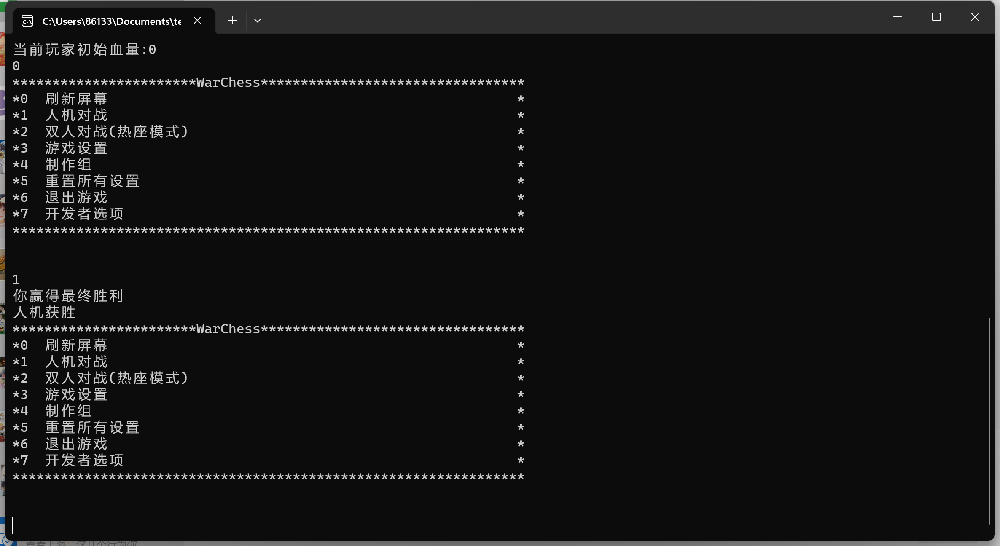 C:\Users\86133\Documents\te
当前玩家初始血量:0
0
***********************WarChess*********************************
*0  刷新屏幕                                                   *
*1  人机对战                                                   *
*2  双人对战(热座模式)                                         *
*3  游戏设置                                                   *
*4  制作组                                                     *
*5  重置所有设置                                               *
*6  退出游戏                                                   *
*7  开发者选项                                                 *
****************************************************************
1
你赢得最终胜利
人机获胜
***********************WarChess*********************************
*0  刷新屏幕                                                   *
*1  人机对战                                                   *
*2  双人对战(热座模式)                                         *
*3  游戏设置                                                   *
*4  制作组                                                     *
*5  重置所有设置                                               *
*6  退出游戏                                                   *
*7  开发者选项                                                 *
****************************************************************